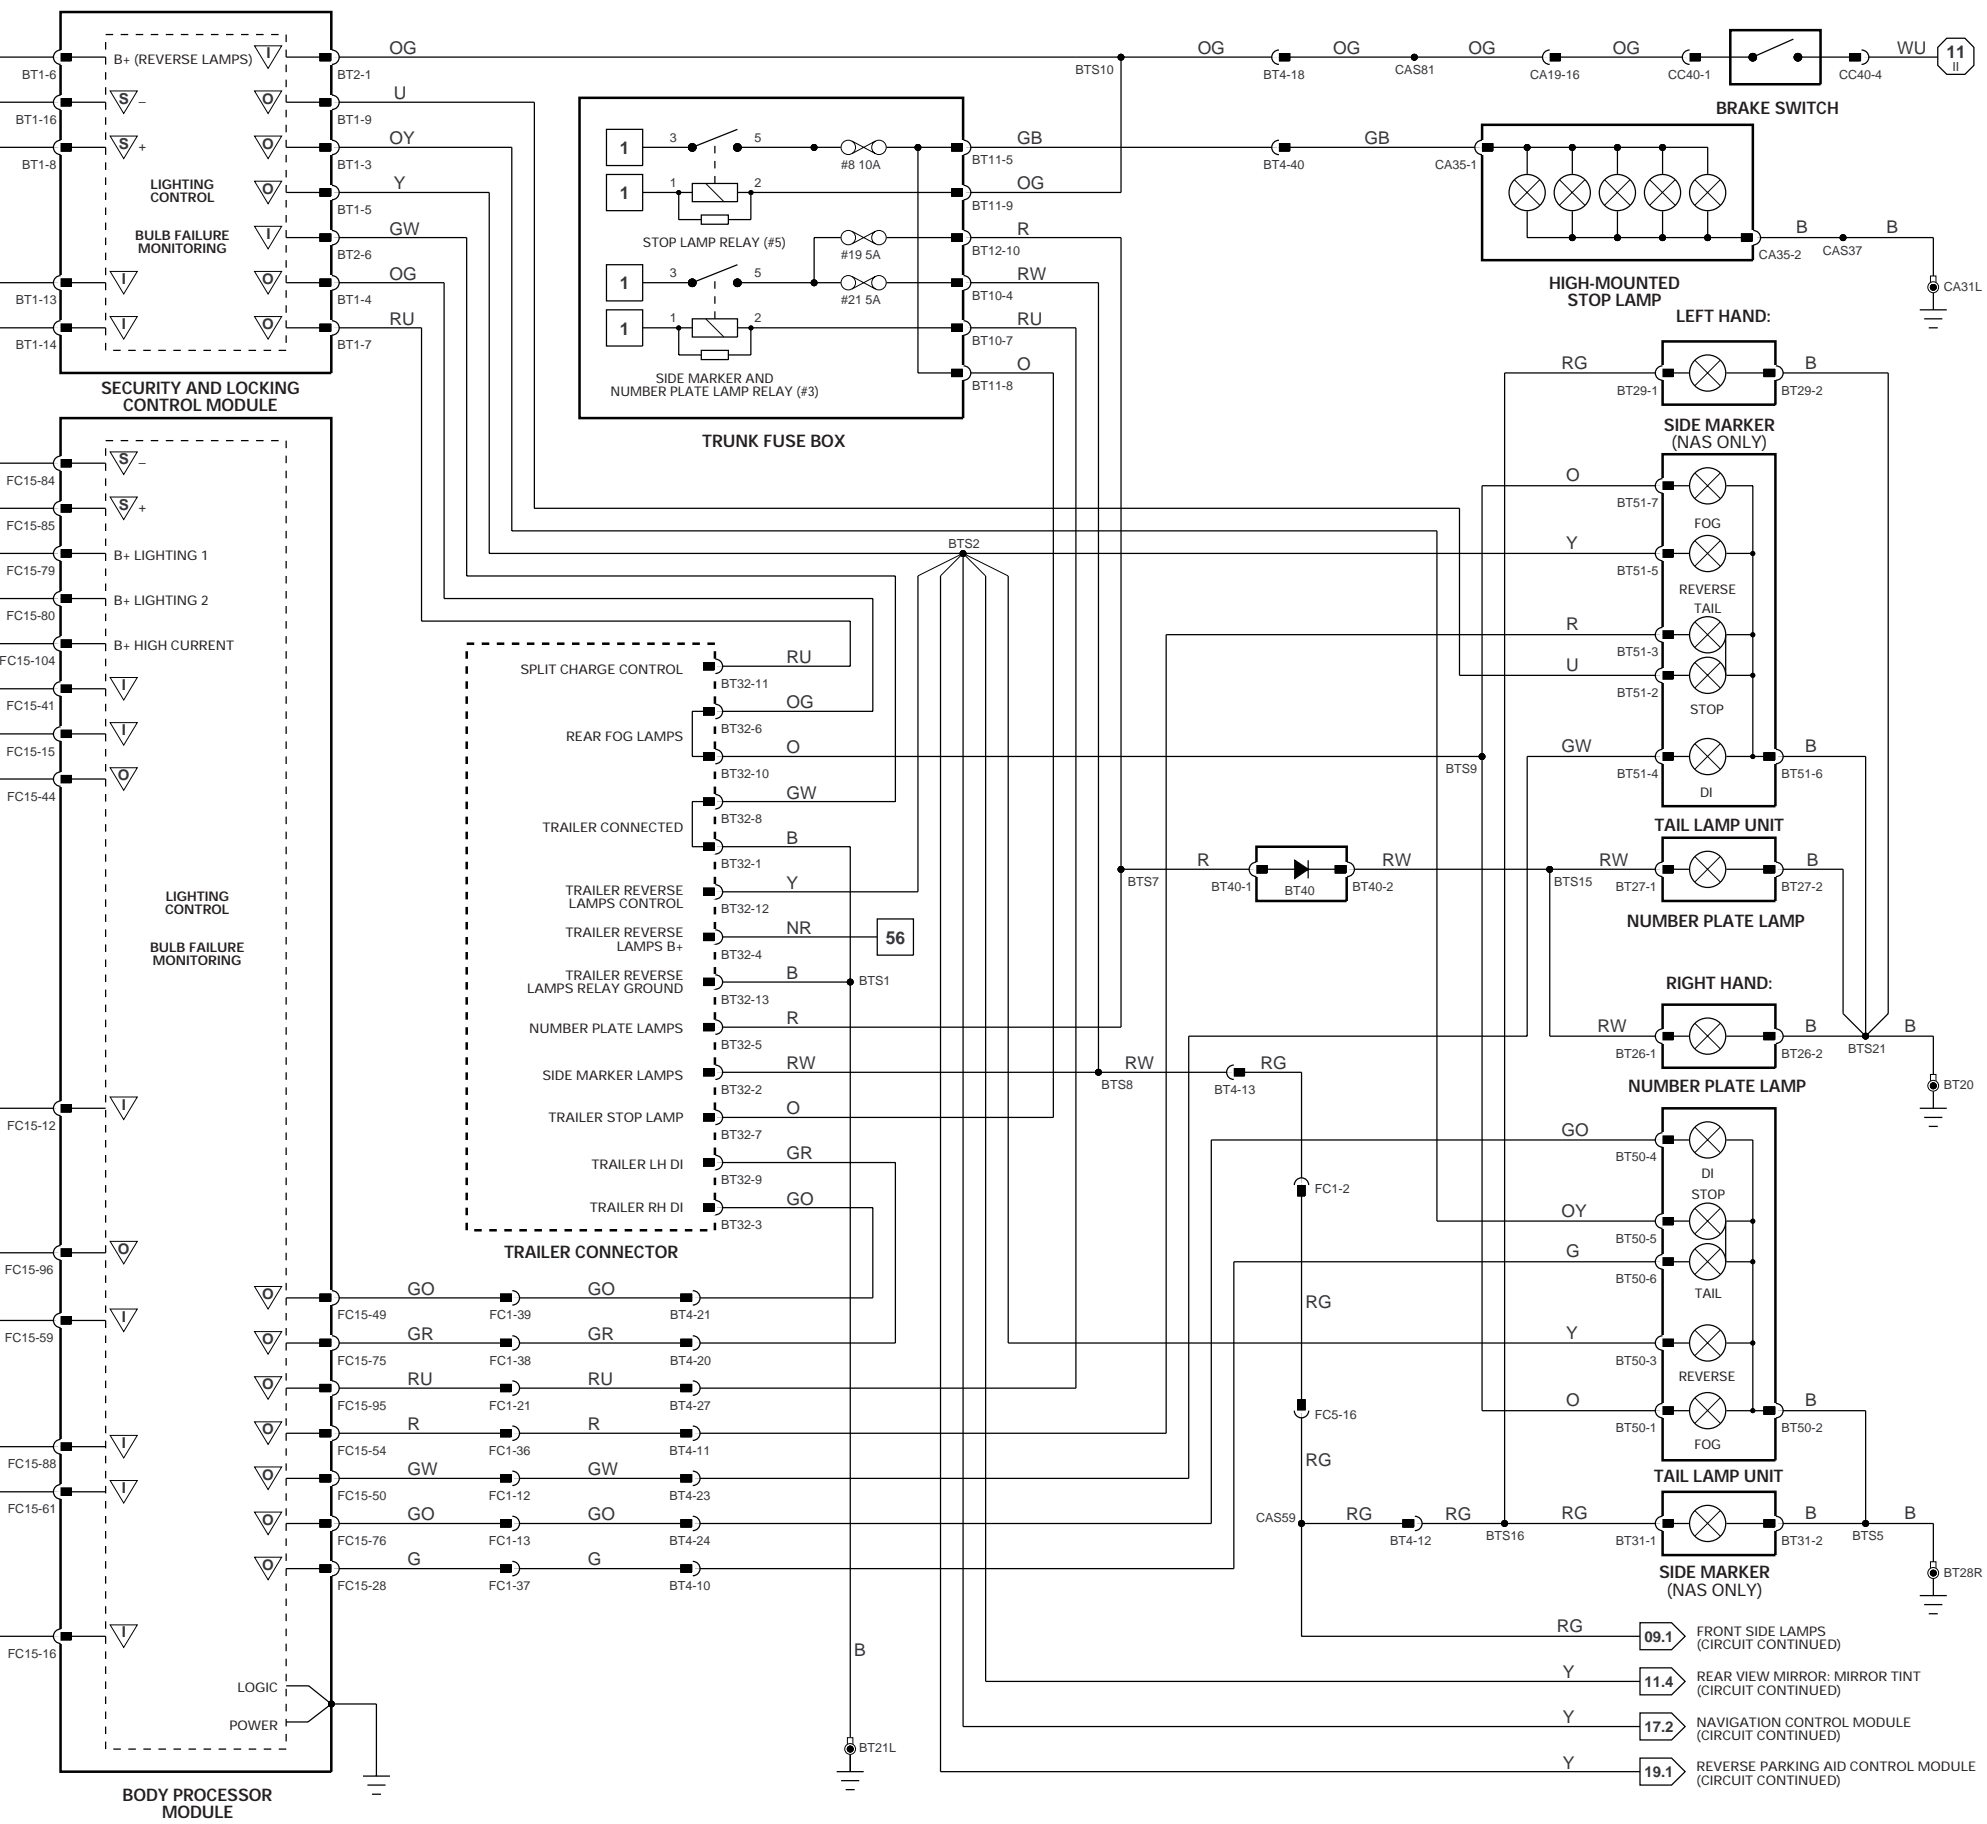 OG
BT1-6
B+ (REVERSE LAMPS)
I
BT2-1
BTS10
OG
BT4-18
OG
CAS81
OG
CA19-16
OG
CC40-1
CC40-4
WU
11
II
BRAKE SWITCH
BT1-16
S –
O
BT1-9
U
BT1-8
S +
O
BT1-3
OY
LIGHTING
CONTROL
O
BT1-5
Y
BULB FAILURE
MONITORING
I
BT2-6
GW
BT1-13
I
O
BT1-4
OG
BT1-14
I
O
BT1-7
RU
SECURITY AND LOCKING
CONTROL MODULE
1
3
5
#8 10A
BT11-5
GB
BT4-40
GB
CA35-1
1
1
2
BT11-9
OG
STOP LAMP RELAY (#5)
#19 5A
BT12-10
R
1
3
5
#21 5A
BT10-4
RW
1
1
2
BT10-7
RU
BT11-8
O
SIDE MARKER AND
NUMBER PLATE LAMP RELAY (#3)
TRUNK FUSE BOX
CA35-2
B
CAS37
B
CA31L
HIGH-MOUNTED
STOP LAMP
LEFT HAND:
RG
BT29-1
BT29-2
B
SIDE MARKER
(NAS ONLY)
O
BT51-7
FOG
Y
BT51-5
REVERSE
TAIL
R
BT51-3
U
BT51-2
STOP
GW
BT51-4
DI
BT51-6
B
TAIL LAMP UNIT
BTS2
BTS9
BTS7
R
BT40-1
BT40
BT40-2
RW
BTS15
RW
BT27-1
BT27-2
B
NUMBER PLATE LAMP
RIGHT HAND:
RW
BT26-1
BT26-2
B
BTS21
B
BT20
NUMBER PLATE LAMP
GO
BT50-4
DI
STOP
OY
BT50-5
G
BT50-6
TAIL
Y
BT50-3
REVERSE
O
BT50-1
FOG
BT50-2
B
TAIL LAMP UNIT
RG
BT31-1
BT31-2
B
BTS5
B
BT28R
SIDE MARKER
(NAS ONLY)
SPLIT CHARGE CONTROL
BT32-11
RU
REAR FOG LAMPS
BT32-6
OG
BT32-10
O
TRAILER CONNECTED
BT32-8
GW
BT32-1
B
TRAILER REVERSE
LAMPS CONTROL
BT32-12
Y
TRAILER REVERSE
LAMPS B+
BT32-4
NR
56
TRAILER REVERSE
LAMPS RELAY GROUND
BT32-13
B
BTS1
NUMBER PLATE LAMPS
BT32-5
R
SIDE MARKER LAMPS
BT32-2
RW
BTS8
RW
BT4-13
RG
TRAILER STOP LAMP
BT32-7
O
TRAILER LH DI
BT32-9
GR
TRAILER RH DI
BT32-3
GO
TRAILER CONNECTOR
FC1-2
RG
FC5-16
RG
CAS59
RG
BT4-12
RG
BTS16
FC15-84
S –
FC15-85
S +
FC15-79
B+ LIGHTING 1
FC15-80
B+ LIGHTING 2
FC15-104
B+ HIGH CURRENT
FC15-41
I
FC15-15
I
FC15-44
O
LIGHTING
CONTROL
BULB FAILURE
MONITORING
FC15-12
I
FC15-96
O
FC15-59
I
FC15-88
I
FC15-61
I
FC15-16
I
O
FC15-49
GO
FC1-39
GO
BT4-21
O
FC15-75
GR
FC1-38
GR
BT4-20
O
FC15-95
RU
FC1-21
RU
BT4-27
O
FC15-54
R
FC1-36
R
BT4-11
O
FC15-50
GW
FC1-12
GW
BT4-23
O
FC15-76
GO
FC1-13
GO
BT4-24
O
FC15-28
G
FC1-37
G
BT4-10
LOGIC
POWER
BODY PROCESSOR
MODULE
B
BT21L
RG
09.1
FRONT SIDE LAMPS
(CIRCUIT CONTINUED)
Y
11.4
REAR VIEW MIRROR: MIRROR TINT
(CIRCUIT CONTINUED)
Y
17.2
NAVIGATION CONTROL MODULE
(CIRCUIT CONTINUED)
Y
19.1
REVERSE PARKING AID CONTROL MODULE
(CIRCUIT CONTINUED)